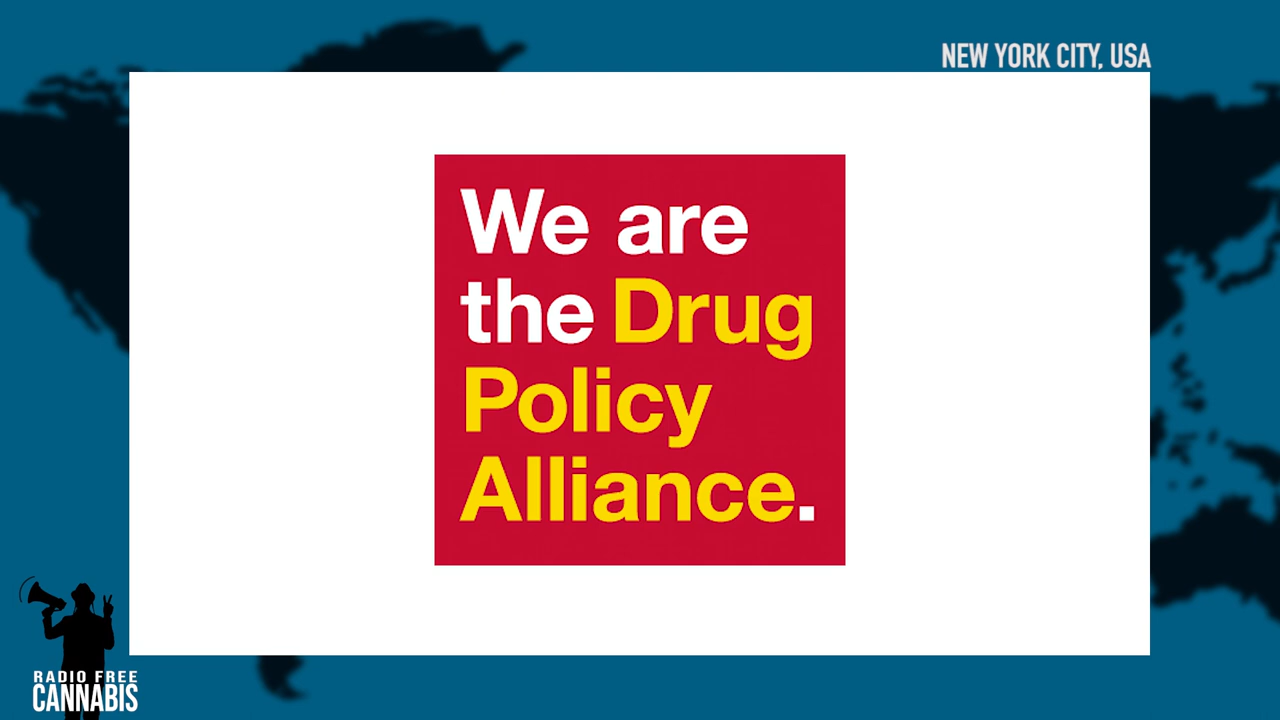 NEW YORK CITY, USA
We are
the Drug
Policy
Alliance.
RADIO FREE
CANNABIS